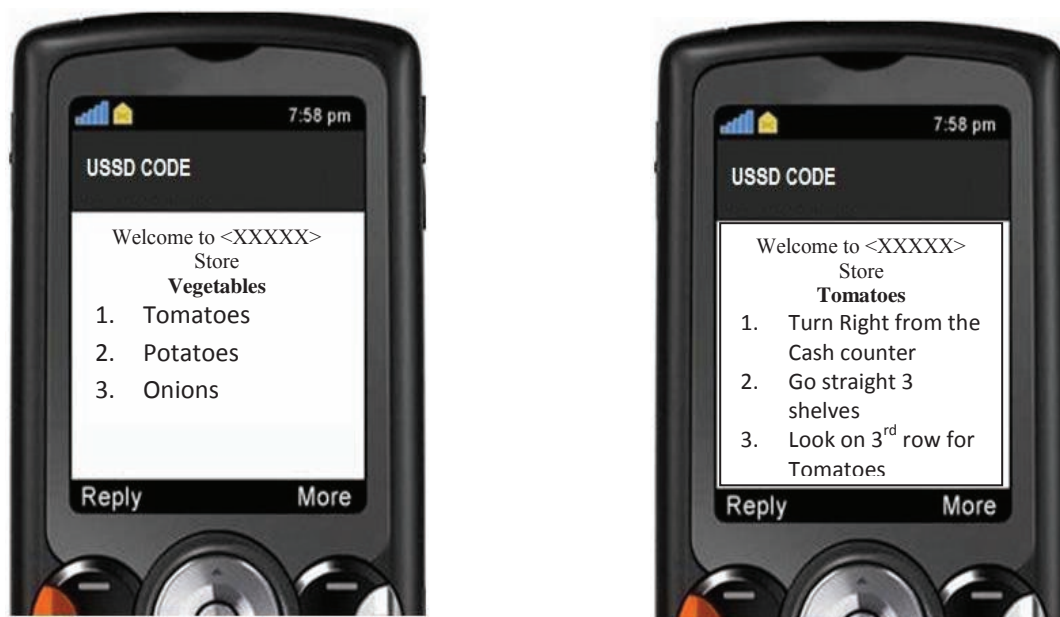 7:58 pm
USSD CODE
Welcome to <XXXXX>
Store
Vegetables
1. Tomatoes
2. Potatoes
3. Onions
Reply More
7:58 pm
USSD CODE
Welcome to <XXXXX>
Store
Tomatoes
1. Turn Right from the
Cash counter
2. Go straight 3
shelves
3. Look on 3rd row for
Tomatoes
Reply More